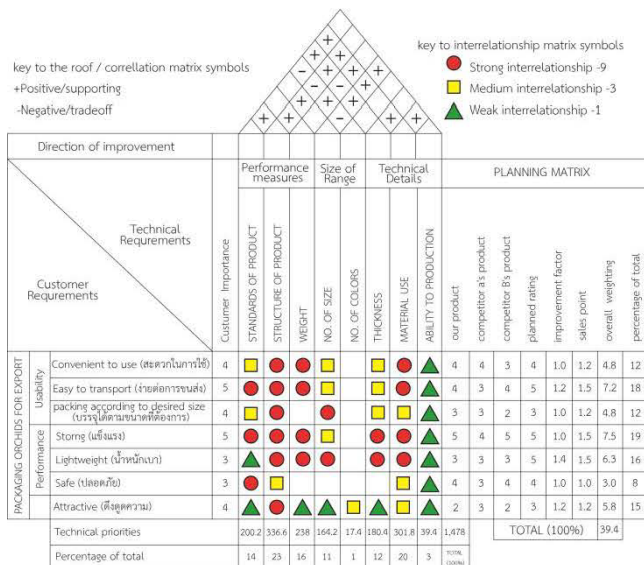 key to the roof / correllation matrix symbols
+Positive/supporting
-Negative/tradeoff
key to interrelationship matrix symbols
Strong interrelationship -9
Medium interrelationship -3
Weak interrelationship -1
+
+ +
- + +
- + + +
+ - +
+ + - + +
Direction of improvement
Performance measures
Size of Range
Technical Details
PLANNING MATRIX
Technical Requrements
Customer Requrements
Custumer Importance
STANDARDS OF PRODUCT
STRUCTURE OF PRODUCT
WEIGHT
NO. OF SIZE
NO. OF COLORS
THICKNESS
MATERIAL USE
ABILITY TO PRODUCTION
our product
competitor a's product
competitor B's product
planned rating
improvement factor
sales point
overall weighting
percentage of total
PACKAGING ORCHIDS FOR EXPORT
Usability
Convenient to use (สะดวกในการใช้) 4 4 4 3 4 1.0 1.2 4.8 12
Easy to transport (ง่ายต่อการขนส่ง) 5 4 3 4 5 1.2 1.5 7.2 18
packing according to desired size
(บรรจุได้ตามขนาดที่ต้องการ) 4 3 3 2 3 1.0 1.2 4.8 12
Performance
Storng (แข็งแรง) 5 5 4 5 5 1.0 1.5 7.5 19
Lightweight (น้ำหนักเบา) 3 3 3 3 5 1.4 1.5 6.3 16
Safe (ปลอดภัย) 3 4 3 3 4 1.0 1.0 3.0 8
Attractive (ดึงดูดความ) 4 2 3 2 3 1.2 1.2 5.8 15
Technical priorities 200.2 336.6 238 164.2 17.4 180.4 301.8 39.4 1,478 TOTAL (100%) 39.4
Percentage of total 14 23 16 11 1 12 20 3 TOTAL (100%)